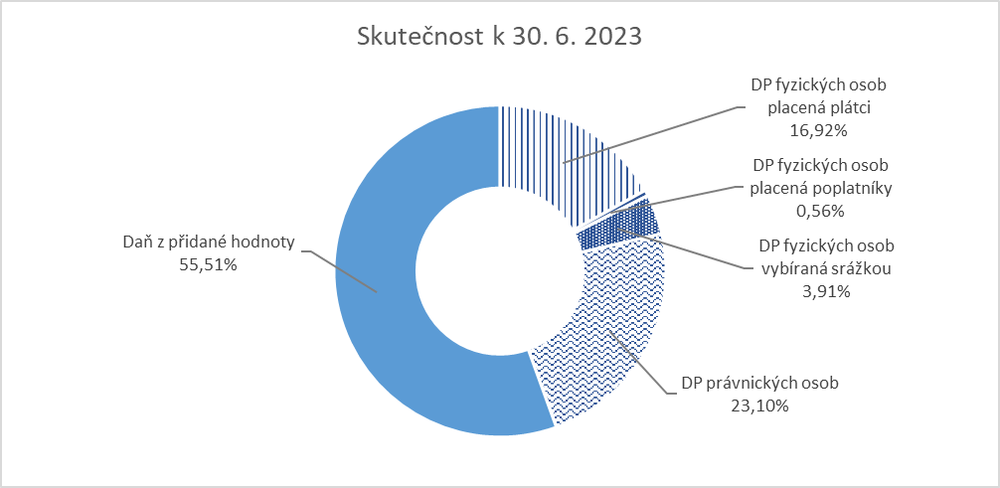 Skutečnost k 30. 6. 2023
DP fyzických osob
placená plátci
16,92%
DP fyzických osob
placená poplatníky
0,56%
DP fyzických osob
vybíraná srážkou
3,91%
DP právnických osob
23,10%
Daň z přidané hodnoty
55,51%